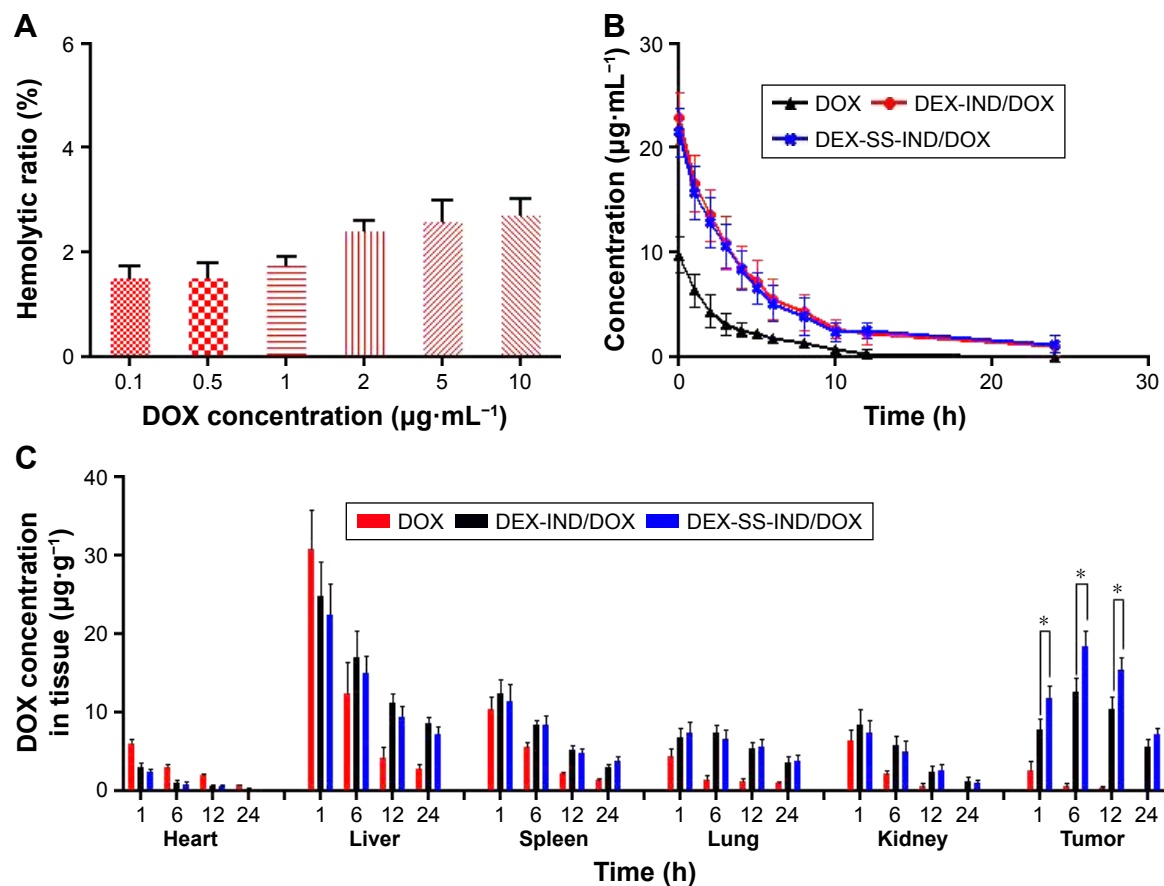 A
Hemolytic ratio (%)
6
4
2
0
0.1 0.5 1 2 5 10
DOX concentration (µg·mL⁻¹)
B
Concentration (µg·mL⁻¹)
30
20
10
0
DOX DEX-IND/DOX
DEX-SS-IND/DOX
0 10 20 30
Time (h)
C
DOX concentration
in tissue (µg·g⁻¹)
40
30
20
10
0
DOX DEX-IND/DOX DEX-SS-IND/DOX
* * *
1 6 12 24 1 6 12 24 1 6 12 24 1 6 12 24 1 6 12 24 1 6 12 24
Heart Liver Spleen Lung Kidney Tumor
Time (h)